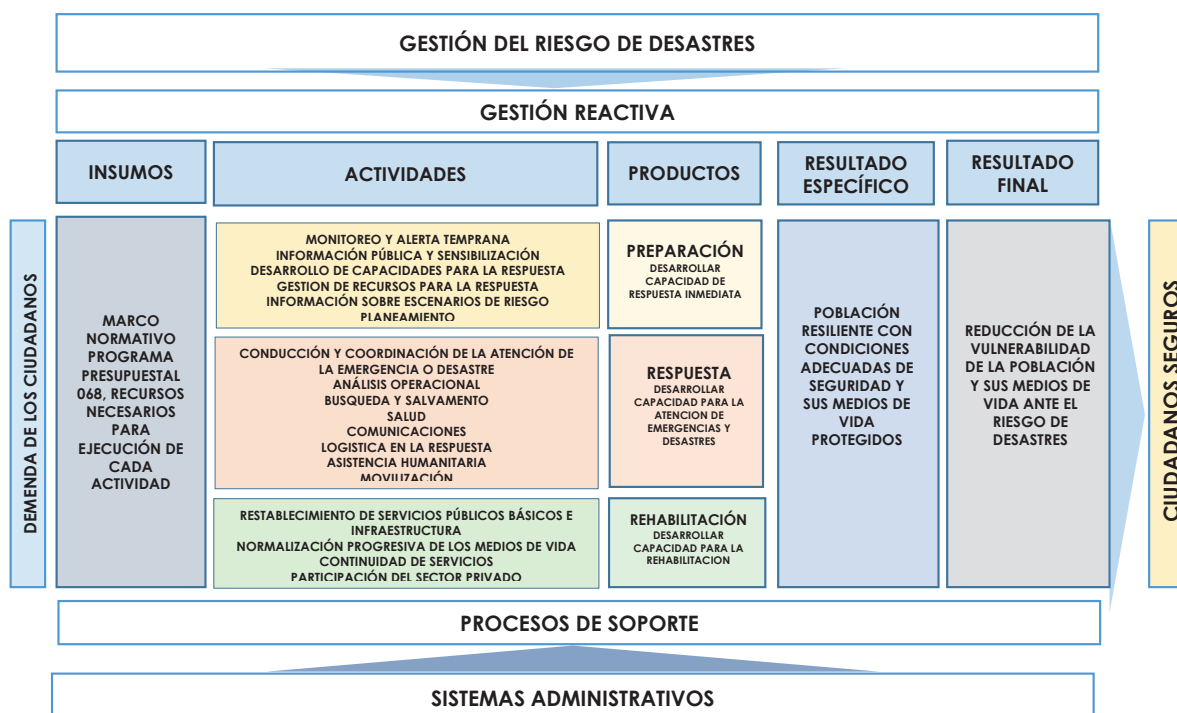 GESTIÓN DEL RIESGO DE DESASTRES
GESTIÓN REACTIVA
INSUMOS
ACTIVIDADES
PRODUCTOS
RESULTADO
ESPECÍFICO
RESULTADO
FINAL
DEMENDA DE LOS CIUDADANOS
MARCO
NORMATIVO
PROGRAMA
PRESUPUESTAL
068, RECURSOS
NECESARIOS
PARA
EJECUCIÓN DE
CADA
ACTIVIDAD
MONITOREO Y ALERTA TEMPRANA
INFORMACIÓN PÚBLICA Y SENSIBILIZACIÓN
DESARROLLO DE CAPACIDADES PARA LA RESPUESTA
GESTION DE RECURSOS PARA LA RESPUESTA
INFORMACIÓN SOBRE ESCENARIOS DE RIESGO
PLANEAMIENTO
CONDUCCIÓN Y COORDINACIÓN DE LA ATENCIÓN DE
LA EMERGENCIA O DESASTRE
ANÁLISIS OPERACIONAL
BUSQUEDA Y SALVAMENTO
SALUD
COMUNICACIONES
LOGISTICA EN LA RESPUESTA
ASISTENCIA HUMANITARIA
MOVILIZACIÓN
RESTABLECIMIENTO DE SERVICIOS PÚBLICOS BÁSICOS E
INFRAESTRUCTURA
NORMALIZACIÓN PROGRESIVA DE LOS MEDIOS DE VIDA
CONTINUIDAD DE SERVICIOS
PARTICIPACIÓN DEL SECTOR PRIVADO
PREPARACIÓN
DESARROLLAR
CAPACIDAD DE
RESPUESTA INMEDIATA
RESPUESTA
DESARROLLAR
CAPACIDAD PARA LA
ATENCION DE
EMERGENCIAS Y
DESASTRES
REHABILITACIÓN
DESARROLLAR
CAPACIDAD PARA LA
REHABILITACION
POBLACIÓN
RESILIENTE CON
CONDICIONES
ADECUADAS DE
SEGURIDAD Y
SUS MEDIOS DE
VIDA
PROTEGIDOS
REDUCCIÓN DE LA
VULNERABILIDAD
DE LA POBLACIÓN
Y SUS MEDIOS DE
VIDA ANTE EL
RIESGO DE
DESASTRES
CIUDADANOS SEGUROS
PROCESOS DE SOPORTE
SISTEMAS ADMINISTRATIVOS